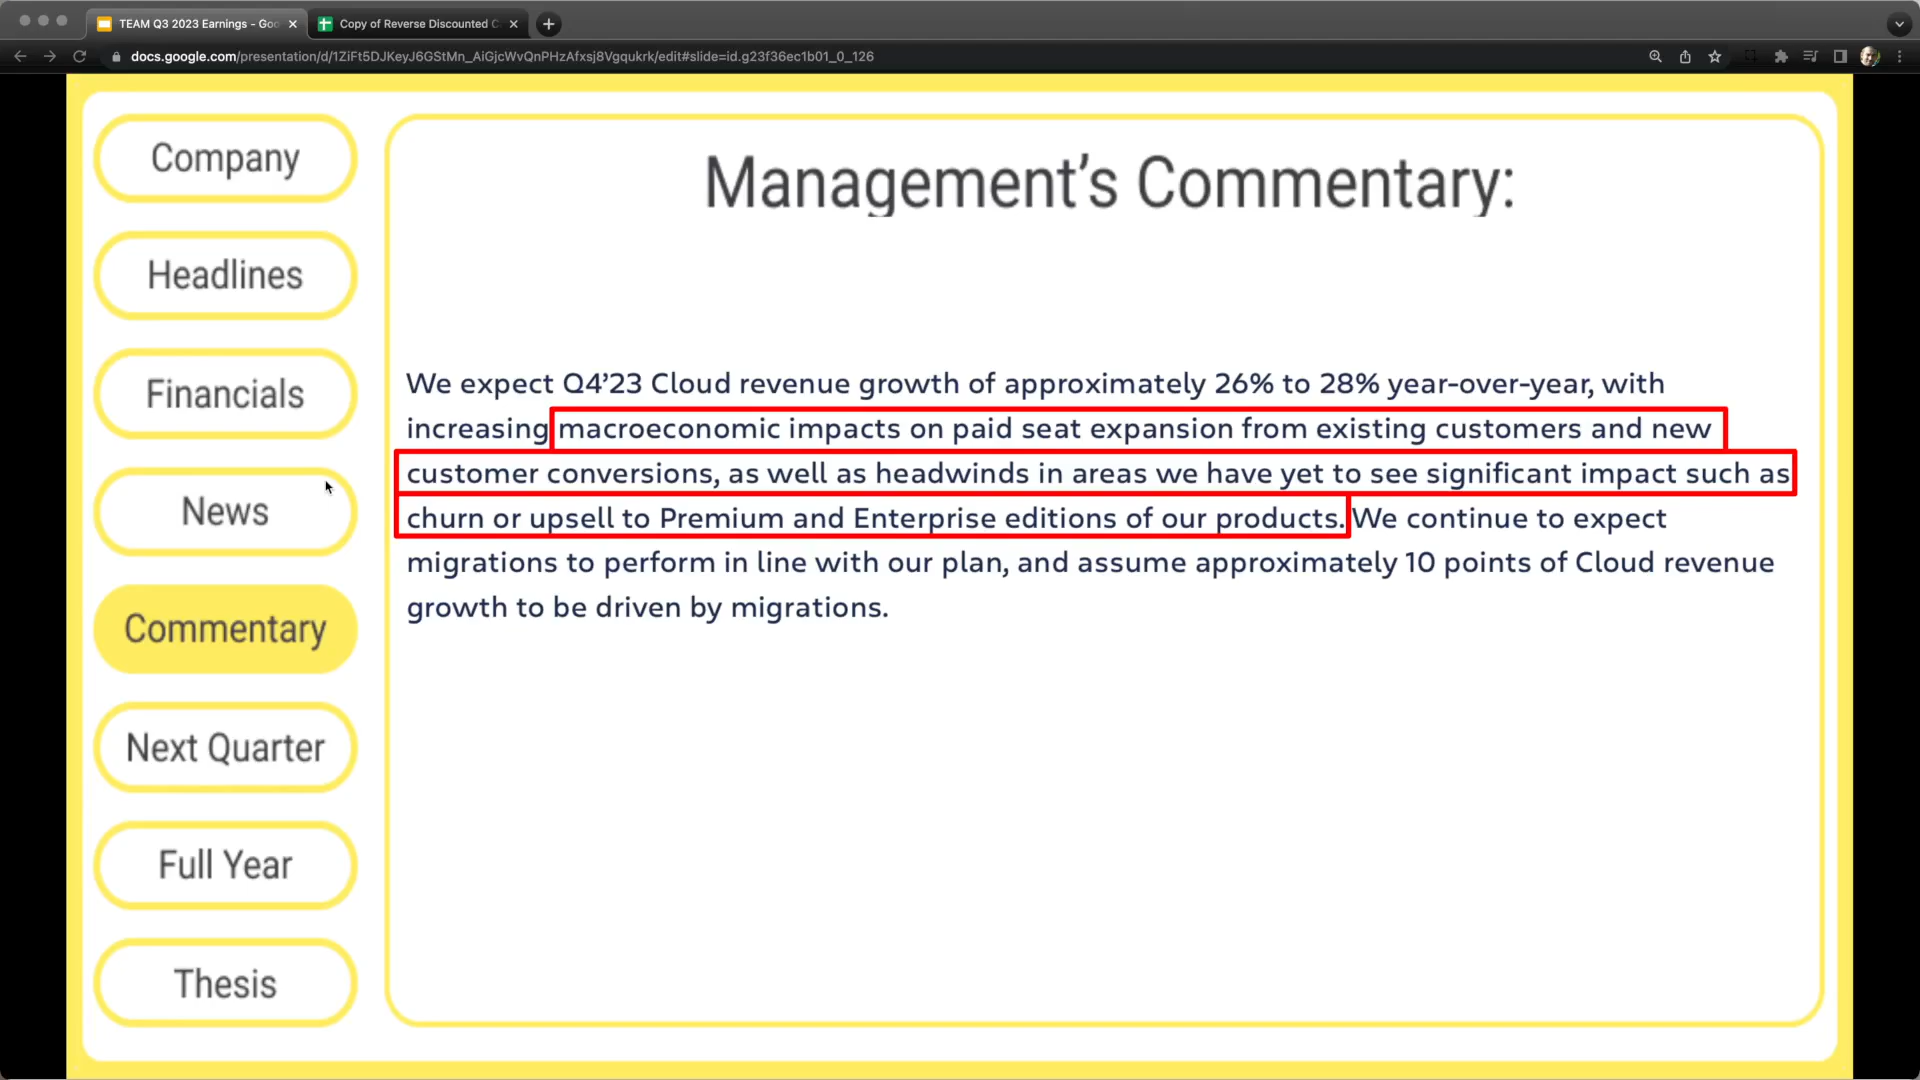 TEAM Q3 2023 Earnings - Goo
Copy of Reverse Discounted C
docs.google.com/presentation/d/1ZiFt5DJKeyJ6GStMn_AiGjcWvQnPHzAfxsj8Vgqukrk/edit#slide=id.g23f36ec1b01_0_126
Company
Headlines
Financials
News
Commentary
Next Quarter
Full Year
Thesis
Management’s Commentary:
We expect Q4’23 Cloud revenue growth of approximately 26% to 28% year-over-year, with
increasing macroeconomic impacts on paid seat expansion from existing customers and new
customer conversions, as well as headwinds in areas we have yet to see significant impact such as
churn or upsell to Premium and Enterprise editions of our products. We continue to expect
migrations to perform in line with our plan, and assume approximately 10 points of Cloud revenue
growth to be driven by migrations.